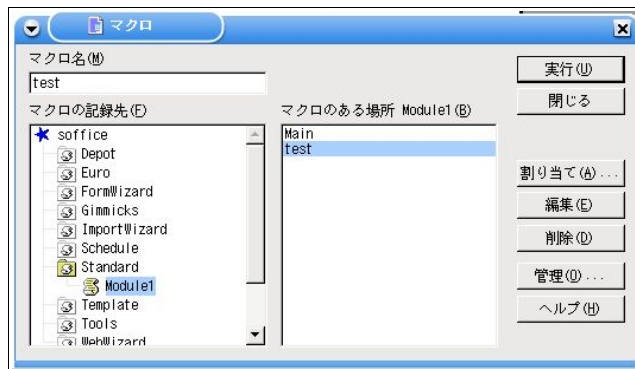 マクロ
マクロ名(M)
test
マクロの記録先(F)
soffice
Depot
Euro
FormWizard
Gimmicks
ImportWizard
Schedule
Standard
Module1
Template
Tools
WebWizard
マクロのある場所 Module1(B)
Main
test
実行(U)
閉じる
割り当て(A)...
編集(E)
削除(D)
管理(O)...
ヘルプ(H)